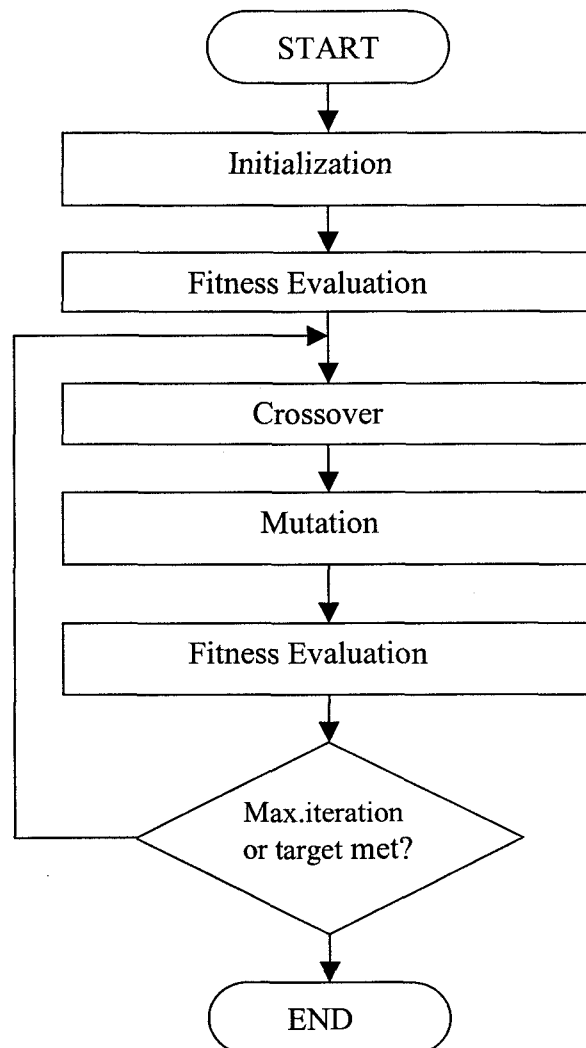 START
Initialization
Fitness Evaluation
Crossover
Mutation
Fitness Evaluation
Max.iteration
or target met?
END